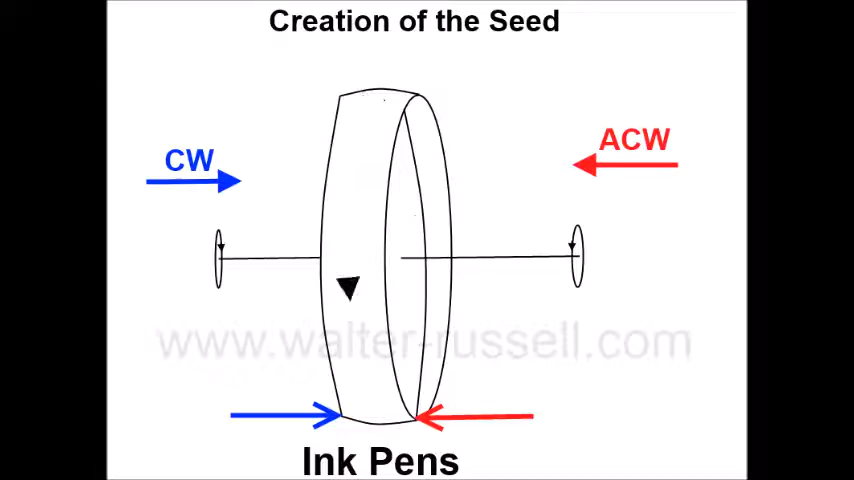 Creation of the Seed
CW
ACW
www.walter-russell.com
Ink Pens